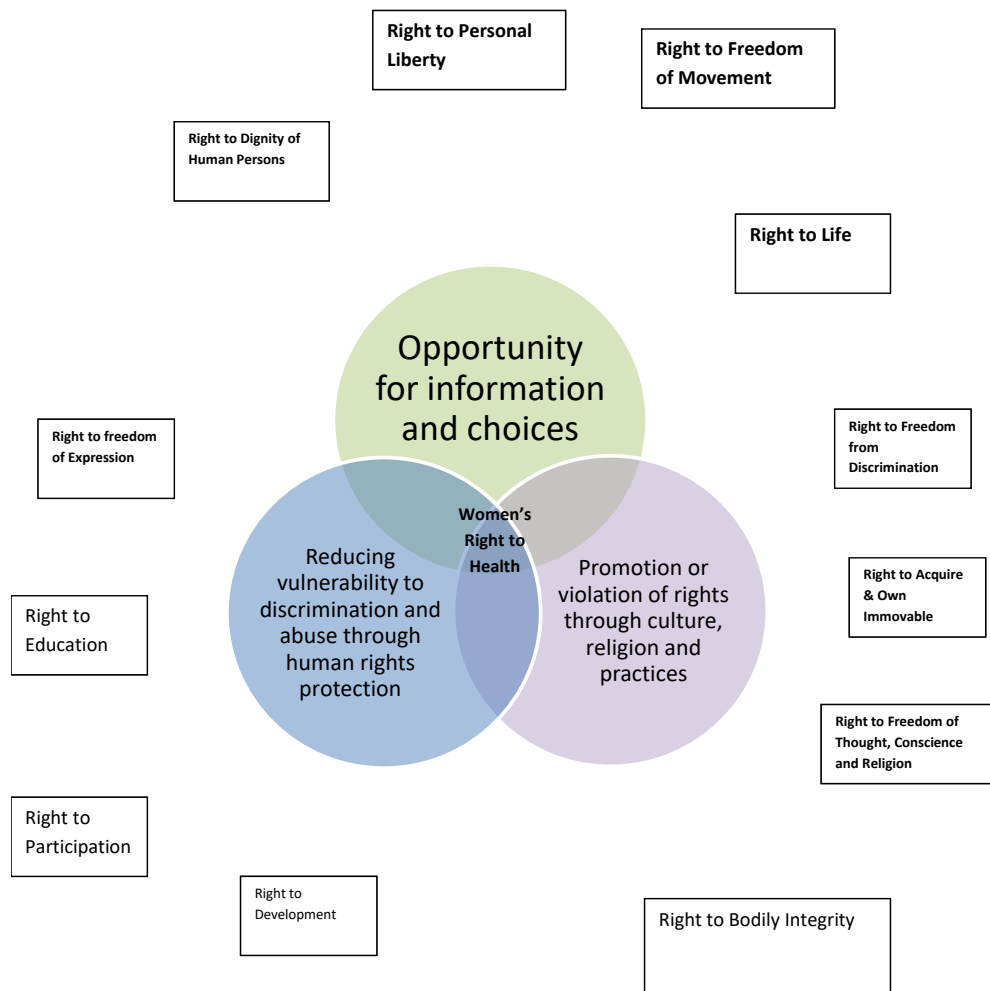 Right to Personal
Liberty
Right to Freedom
of Movement
Right to Dignity of
Human Persons
Right to Life
Opportunity
for information
and choices
Right to freedom
of Expression
Right to Freedom
from
Discrimination
Women's
Right to
Health
Reducing
vulnerability to
discrimination and
abuse through
human rights
protection
Promotion or
violation of rights
through culture,
religion and
practices
Right to Acquire
& Own
Immovable
Right to
Education
Right to Freedom of
Thought, Conscience
and Religion
Right to
Participation
Right to
Development
Right to Bodily Integrity